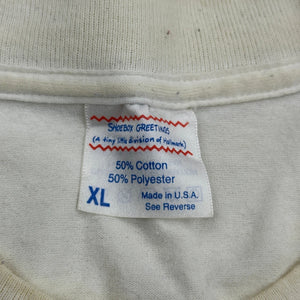 SHOEBOX GREETINGS
(A tiny little division of Hallmark)
50% Cotton
50% Polyester
XL Made in U.S.A.
See Reverse